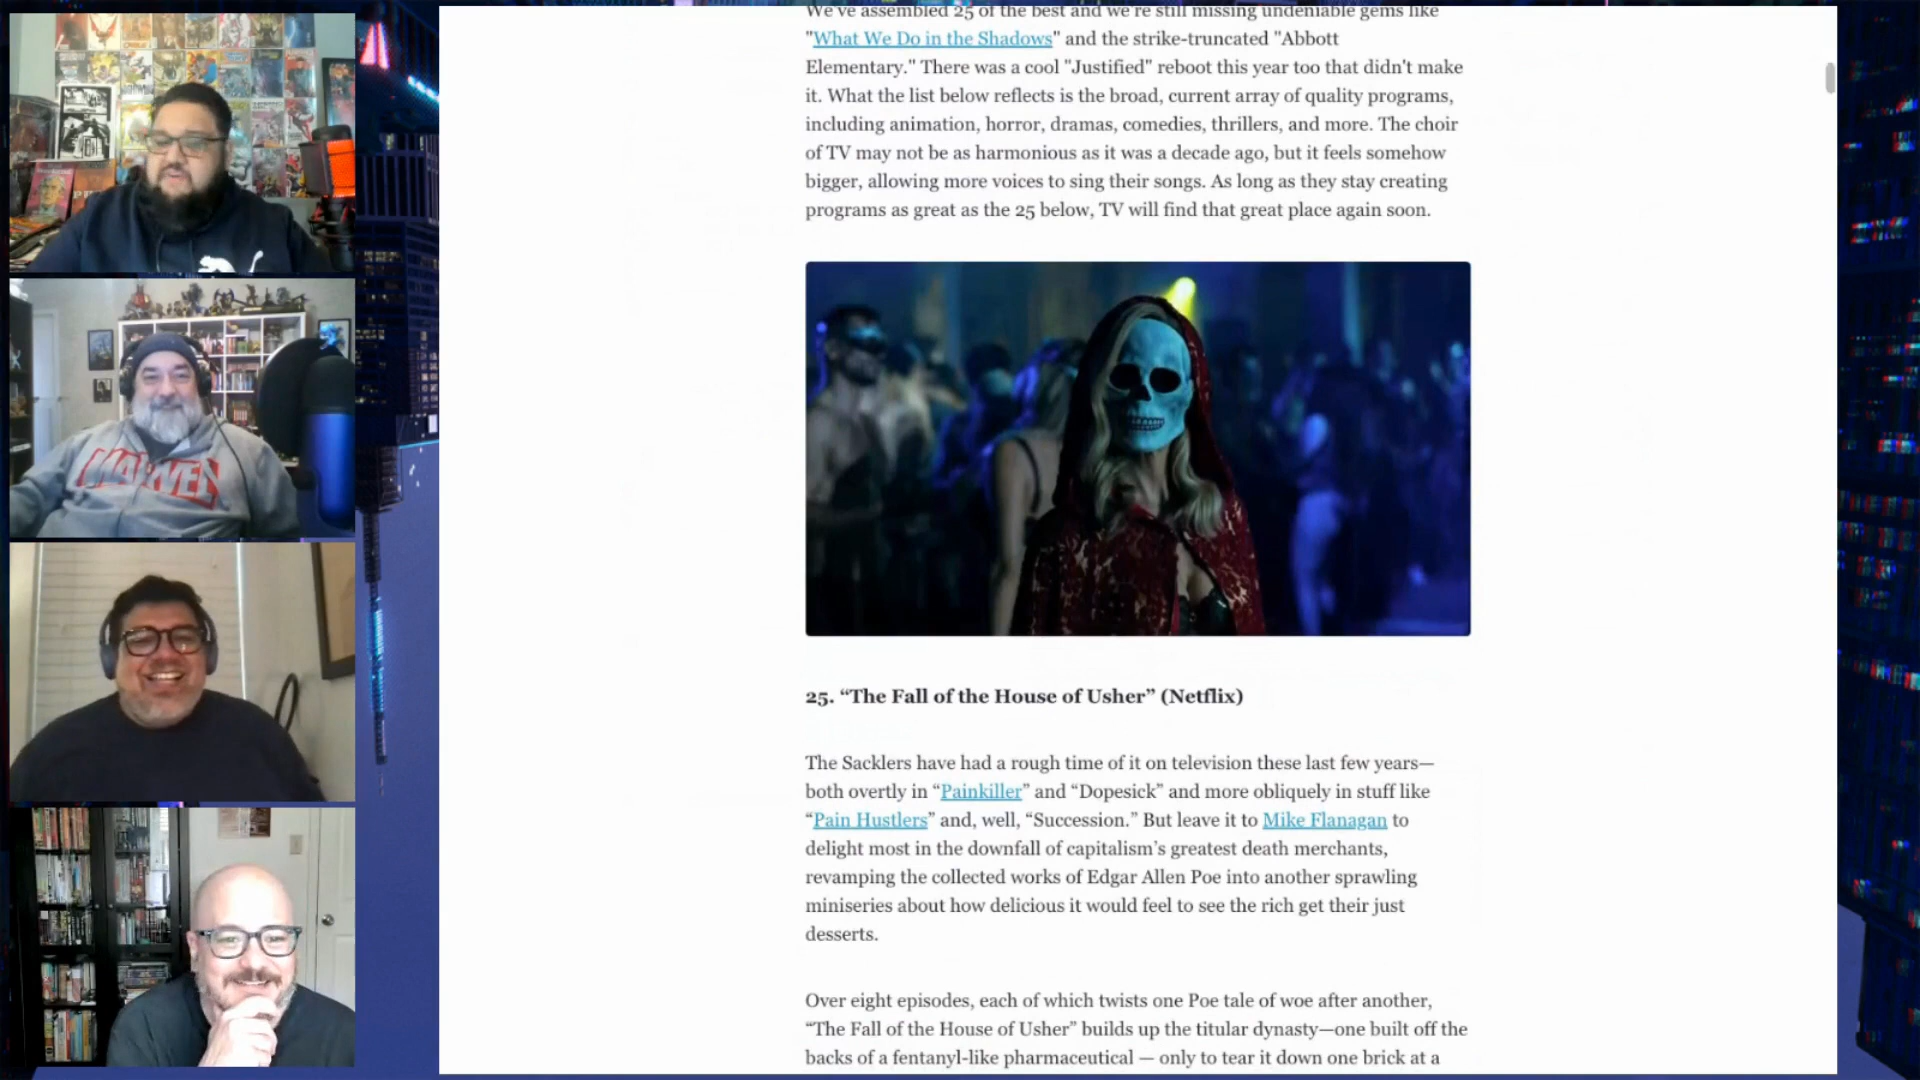 We've assembled 25 of the best and we're still missing undeniable gems like
"What We Do in the Shadows" and the strike-truncated "Abbott
Elementary." There was a cool "Justified" reboot this year too that didn't make
it. What the list below reflects is the broad, current array of quality programs,
including animation, horror, dramas, comedies, thrillers, and more. The choir
of TV may not be as harmonious as it was a decade ago, but it feels somehow
bigger, allowing more voices to sing their songs. As long as they stay creating
programs as great as the 25 below, TV will find that great place again soon.
MARVEL
25. “The Fall of the House of Usher” (Netflix)
The Sacklers have had a rough time of it on television these last few years—
both overtly in “Painkiller” and “Dopesick” and more obliquely in stuff like
“Pain Hustlers” and, well, “Succession.” But leave it to Mike Flanagan to
delight most in the downfall of capitalism’s greatest death merchants,
revamping the collected works of Edgar Allen Poe into another sprawling
miniseries about how delicious it would feel to see the rich get their just
desserts.
Over eight episodes, each of which twists one Poe tale of woe after another,
“The Fall of the House of Usher” builds up the titular dynasty—one built off the
backs of a fentanyl-like pharmaceutical — only to tear it down one brick at a